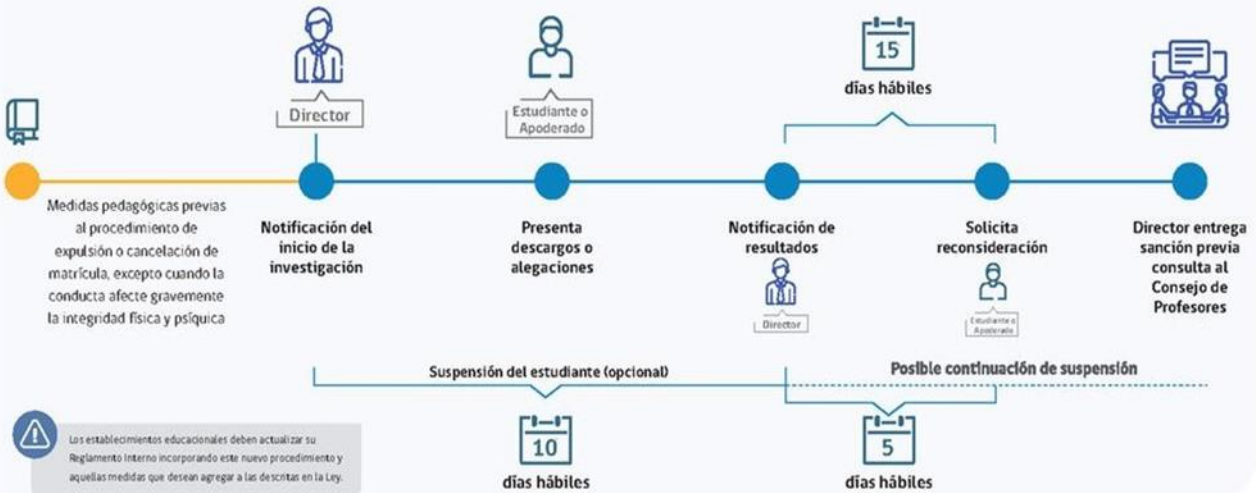 15
días hábiles
Director
Estudiante o
Apoderado
Medidas pedagógicas previas
al procedimiento de
expulsión o cancelación de
matrícula, excepto cuando la
conducta afecte gravemente
la integridad física y psíquica
Notificación del
inicio de la
investigación
Presenta
descargos o
alegaciones
Notificación de
resultados
Director
Solicita
reconsideración
Estudiante o
Apoderado
Director entrega
sanción previa
consulta al
Consejo de
Profesores
Suspensión del estudiante (opcional)
Posible continuación de suspensión
10
días hábiles
5
días hábiles
Los establecimientos educacionales deben actualizar su
Reglamento Interno incorporando este nuevo procedimiento y
aquellas medidas que desean agregar a las descritas en la Ley.